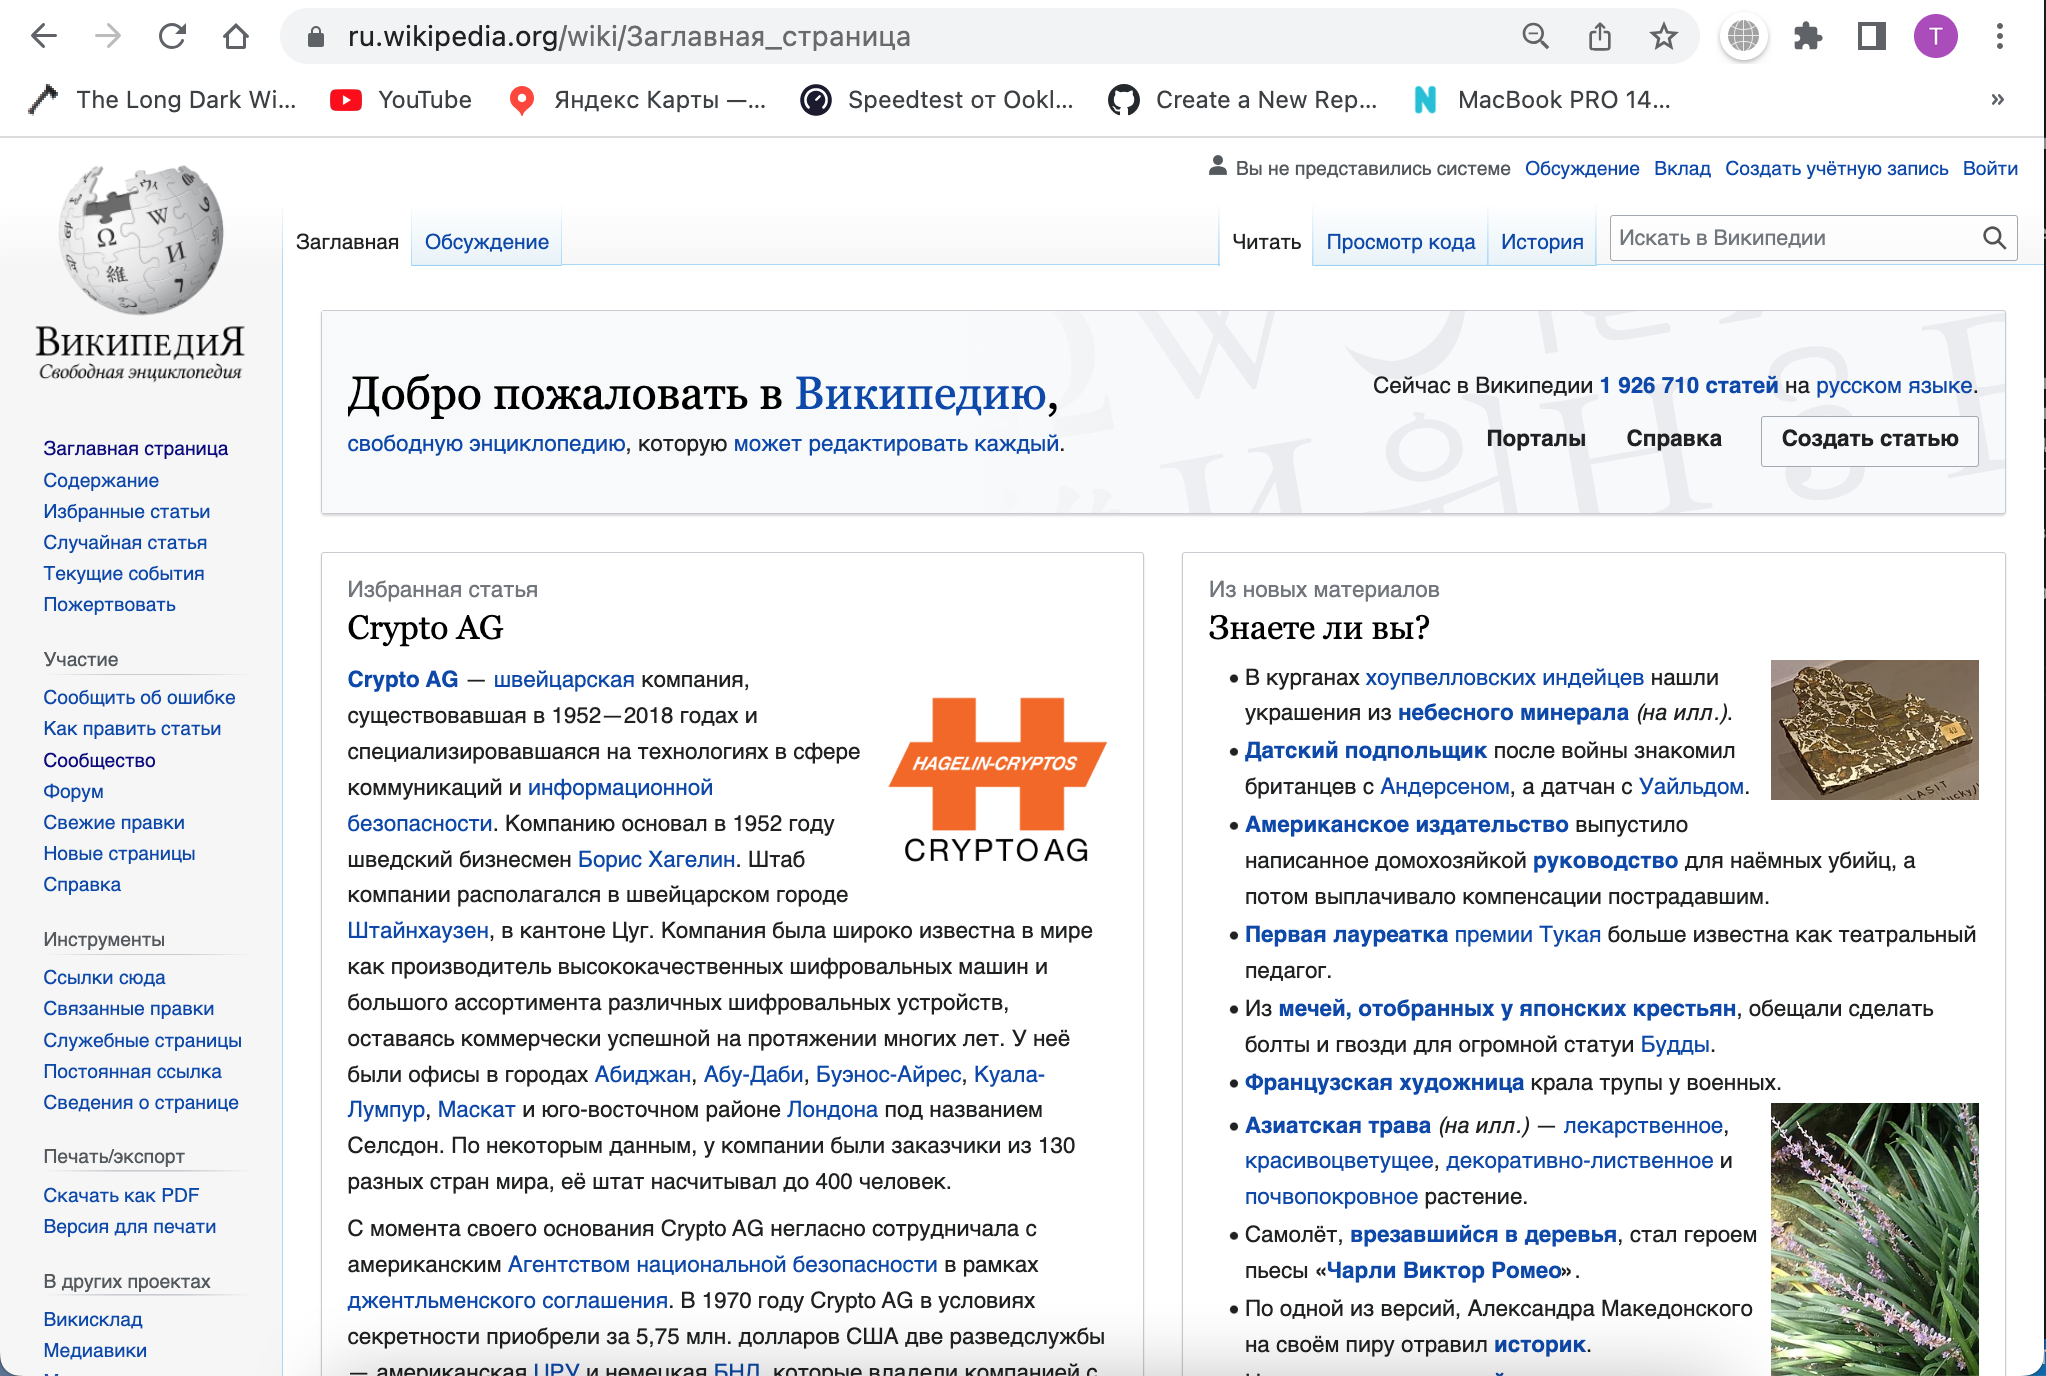 ru.wikipedia.org/wiki/Заглавная_страница
T
The Long Dark Wi...
YouTube
Яндекс Карты —...
Speedtest от Ookl...
Create a New Rep...
MacBook PRO 14...
»
Вы не представились системе
Обсуждение
Вклад
Создать учётную запись
Войти
ВикипедиЯ
Свободная энциклопедия
Заглавная
Обсуждение
Читать
Просмотр кода
История
Искать в Википедии
Заглавная страница
Содержание
Избранные статьи
Случайная статья
Текущие события
Пожертвовать
Участие
Сообщить об ошибке
Как править статьи
Сообщество
Форум
Свежие правки
Новые страницы
Справка
Инструменты
Ссылки сюда
Связанные правки
Служебные страницы
Постоянная ссылка
Сведения о странице
Печать/экспорт
Скачать как PDF
Версия для печати
В других проектах
Викисклад
Медиавики
Добро пожаловать в Википедию,
свободную энциклопедию, которую может редактировать каждый.
Сейчас в Википедии 1 926 710 статей на русском языке.
Порталы
Справка
Создать статью
Избранная статья
Crypto AG
Crypto AG — швейцарская компания,
существовавшая в 1952—2018 годах и
специализировавшаяся на технологиях в сфере
коммуникаций и информационной
безопасности. Компанию основал в 1952 году
шведский бизнесмен Борис Хагелин. Штаб
компании располагался в швейцарском городе
Штайнхаузен, в кантоне Цуг. Компания была широко известна в мире
как производитель высококачественных шифровальных машин и
большого ассортимента различных шифровальных устройств,
оставаясь коммерчески успешной на протяжении многих лет. У неё
были офисы в городах Абиджан, Абу-Даби, Буэнос-Айрес, Куала-
Лумпур, Маскат и юго-восточном районе Лондона под названием
Селсдон. По некоторым данным, у компании были заказчики из 130
разных стран мира, её штат насчитывал до 400 человек.
С момента своего основания Crypto AG негласно сотрудничала с
американским Агентством национальной безопасности в рамках
джентльменского соглашения. В 1970 году Crypto AG в условиях
секретности приобрели за 5,75 млн. долларов США две разведслужбы
— американская ЦРУ и немецкая БНД, которые владели компанией с
HAGELIN-CRYPTOS
CRYPTO AG
Из новых материалов
Знаете ли вы?
• В курганах хоупвелловских индейцев нашли
украшения из небесного минерала (на илл.).
• Датский подпольщик после войны знакомил
британцев с Андерсеном, а датчан с Уайльдом.
• Американское издательство выпустило
написанное домохозяйкой руководство для наёмных убийц, а
потом выплачивало компенсации пострадавшим.
• Первая лауреатка премии Тукая больше известна как театральный
педагог.
• Из мечей, отобранных у японских крестьян, обещали сделать
болты и гвозди для огромной статуи Будды.
• Французская художница крала трупы у военных.
• Азиатская трава (на илл.) — лекарственное,
красивоцветущее, декоративно-лиственное и
почвопокровное растение.
• Самолёт, врезавшийся в деревья, стал героем
пьесы «Чарли Виктор Ромео».
• По одной из версий, Александра Македонского
на своём пиру отравил историк.